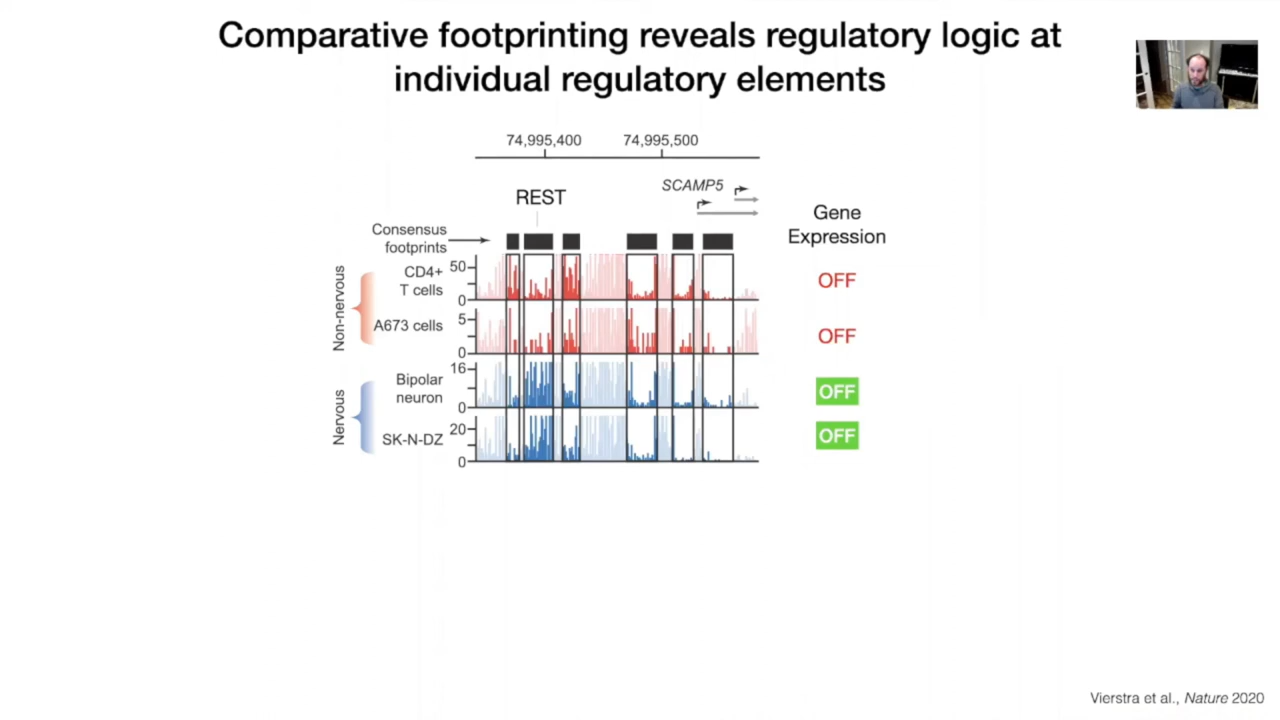 Comparative footprinting reveals regulatory logic at
individual regulatory elements
74,995,400
74,995,500
SCAMP5
REST
Gene
Expression
Consensus
footprints
Non-nervous
CD4+
T cells
50
0
OFF
A673 cells
5
0
OFF
Nervous
Bipolar
neuron
16
0
OFF
SK-N-DZ
20
0
OFF
Vierstra et al., Nature 2020